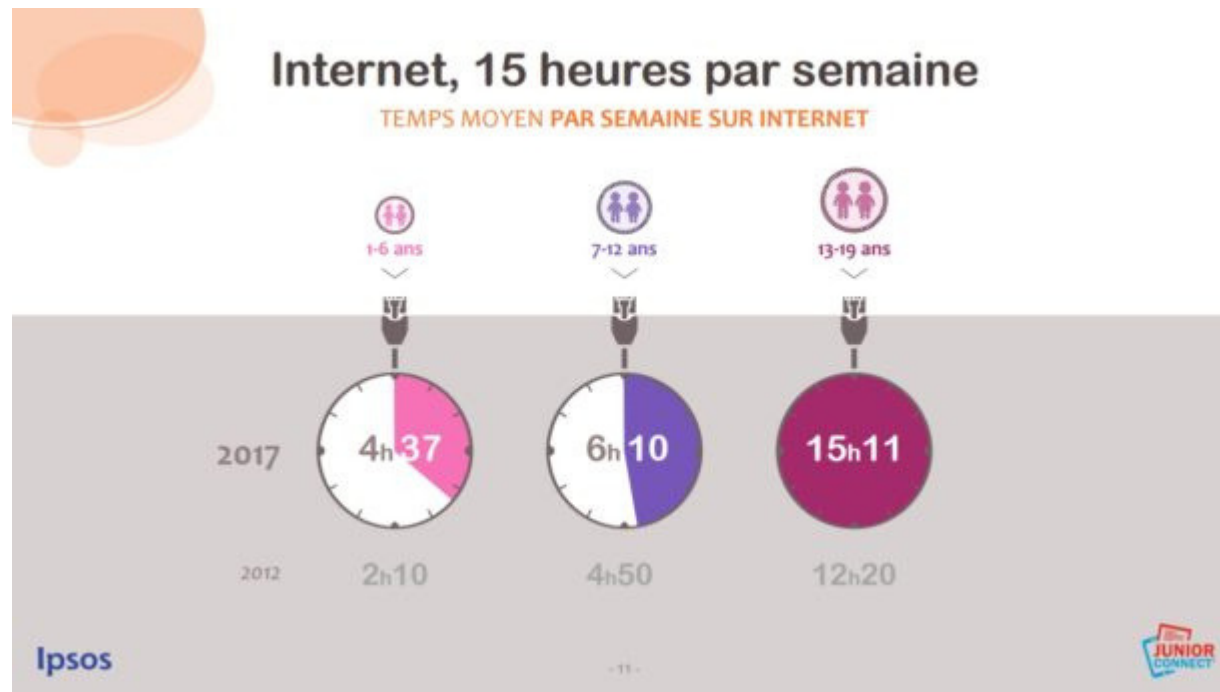 Internet, 15 heures par semaine
TEMPS MOYEN PAR SEMAINE SUR INTERNET
1-6 ans
7-12 ans
13-19 ans
2017
4h37
6h10
15h11
2012
2h10
4h50
12h20
Ipsos
- 11 -
JUNIOR
CONNECT'